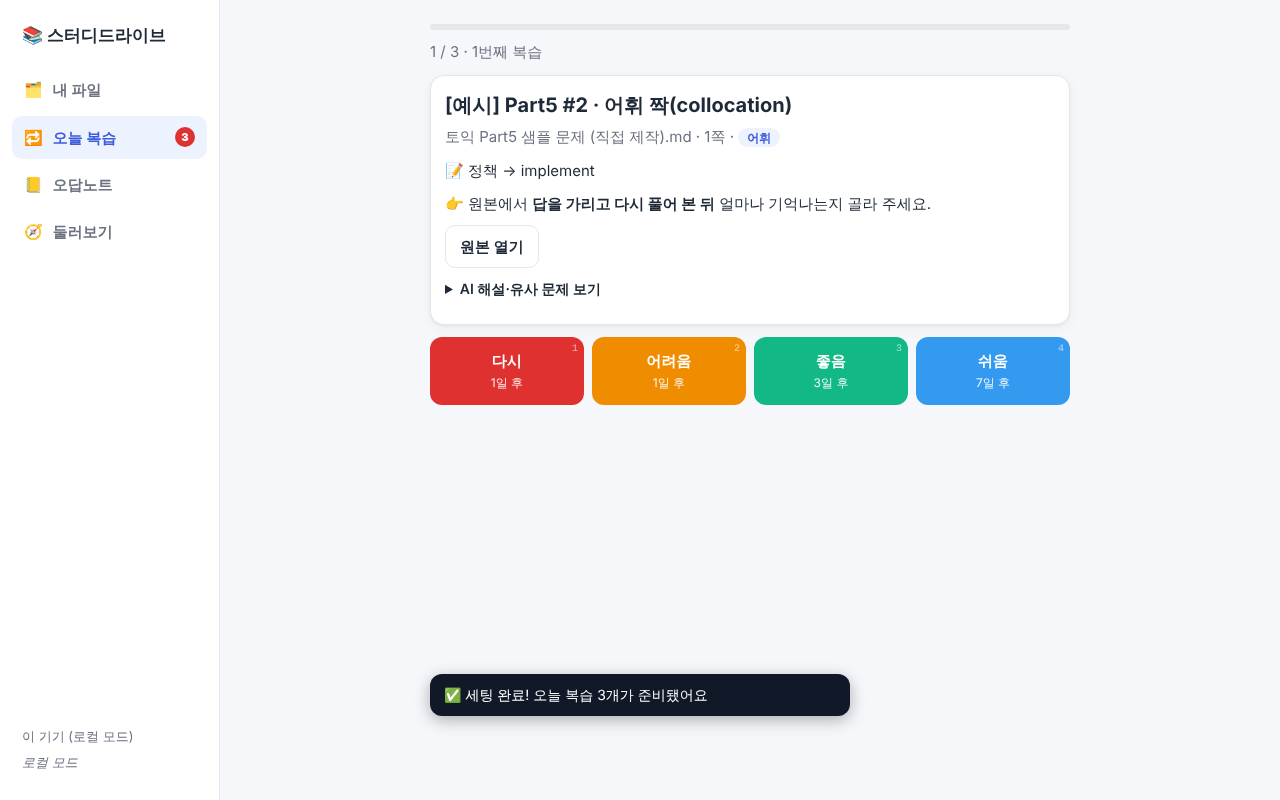 📚 스터디드라이브
🗂️ 내 파일
🔁 오늘 복습 3
📒 오답노트
🧭 둘러보기
이 기기 (로컬 모드)
로컬 모드
1 / 3 · 1번째 복습
[예시] Part5 #2 · 어휘 짝(collocation)
토익 Part5 샘플 문제 (직접 제작).md · 1쪽 · 어휘
📝 정책 → implement
👉 원본에서 답을 가리고 다시 풀어 본 뒤 얼마나 기억나는지 골라 주세요.
원본 열기
▶ AI 해설·유사 문제 보기
1
다시
1일 후
2
어려움
1일 후
3
좋음
3일 후
4
쉬움
7일 후
✅ 세팅 완료! 오늘 복습 3개가 준비됐어요